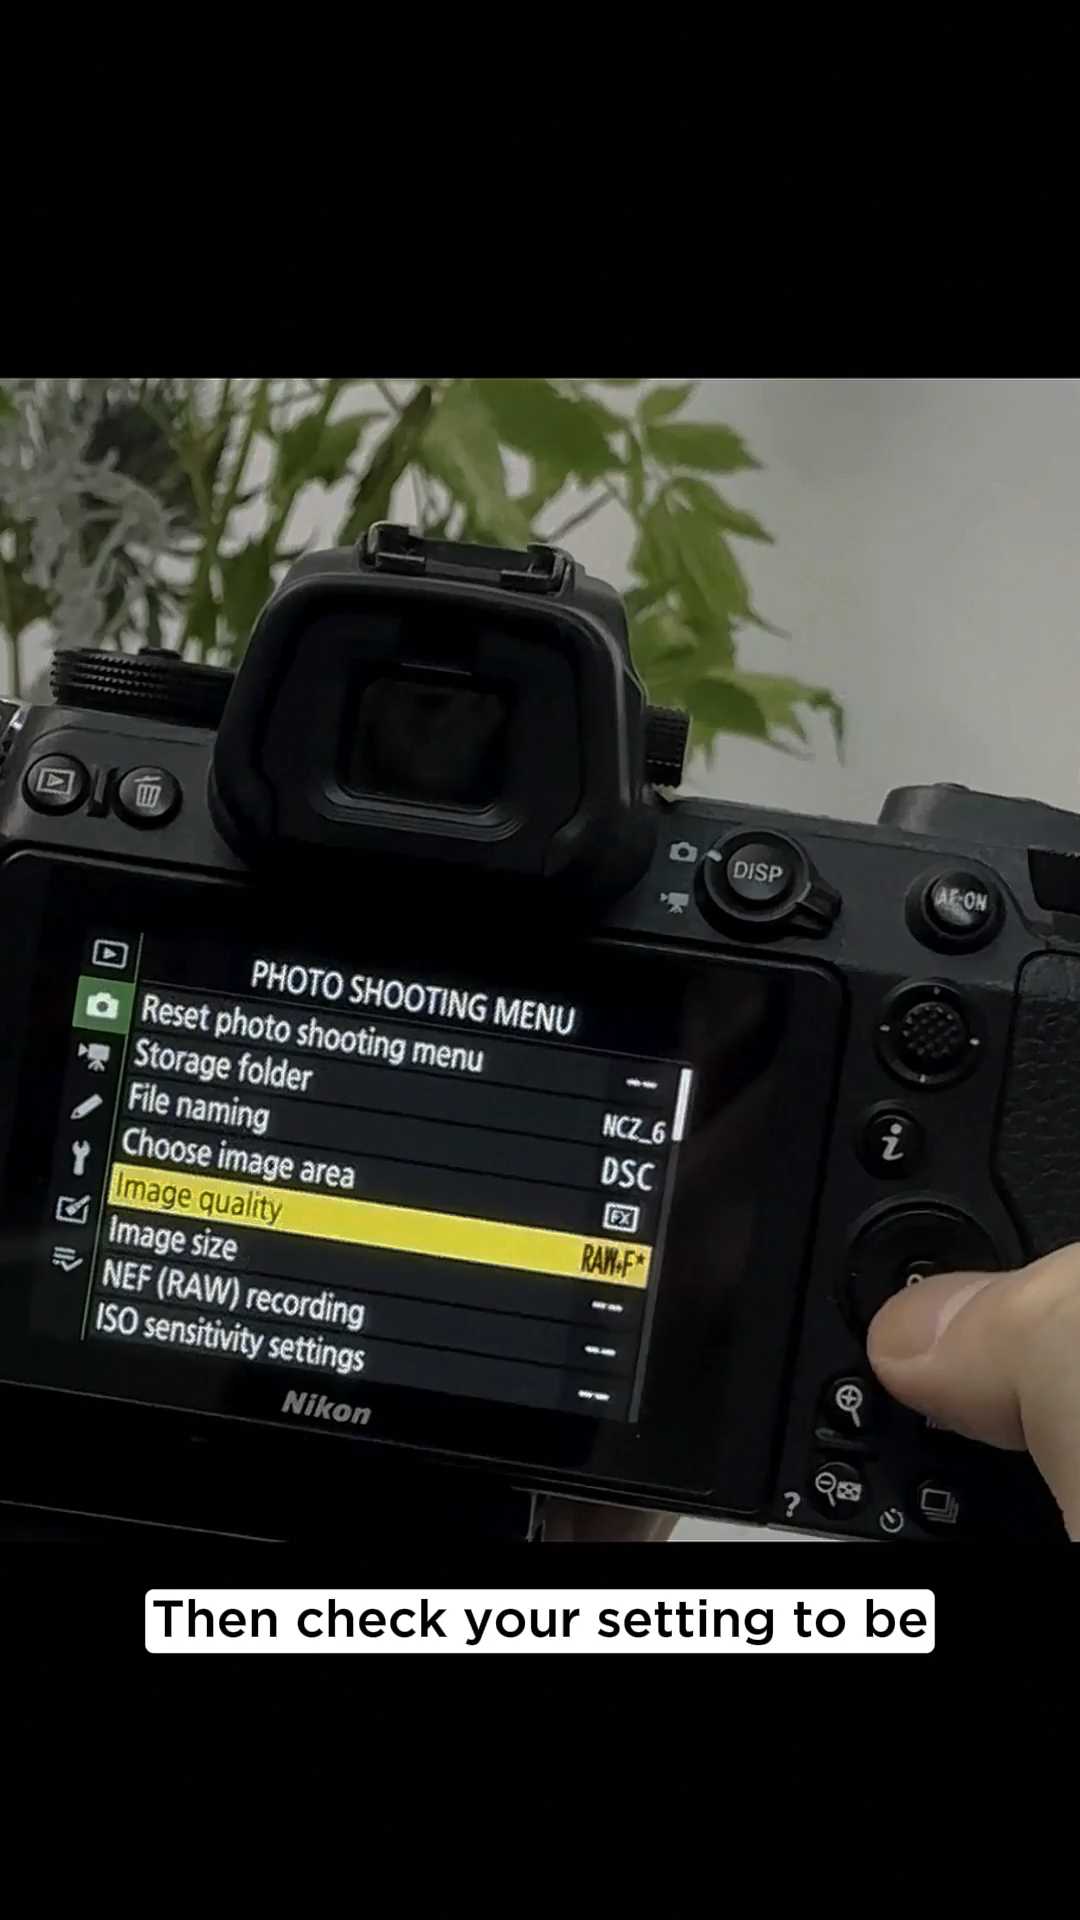 DISP
AF-ON
PHOTO SHOOTING MENU
Reset photo shooting menu --
Storage folder NCZ_6
File naming DSC
Choose image area FX
Image quality RAW+F*
Image size --
NEF (RAW) recording --
ISO sensitivity settings --
i
Nikon
?
Then check your setting to be